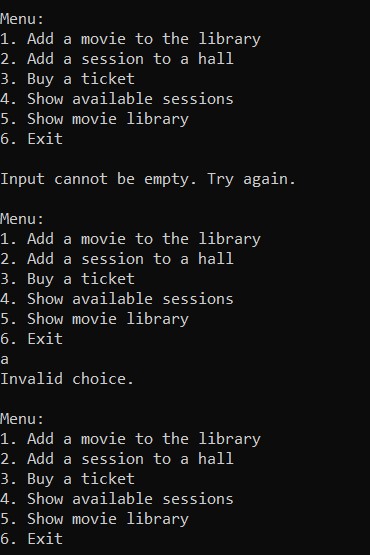 Menu:
1. Add a movie to the library
2. Add a session to a hall
3. Buy a ticket
4. Show available sessions
5. Show movie library
6. Exit
Input cannot be empty. Try again.
Menu:
1. Add a movie to the library
2. Add a session to a hall
3. Buy a ticket
4. Show available sessions
5. Show movie library
6. Exit
a
Invalid choice.
Menu:
1. Add a movie to the library
2. Add a session to a hall
3. Buy a ticket
4. Show available sessions
5. Show movie library
6. Exit